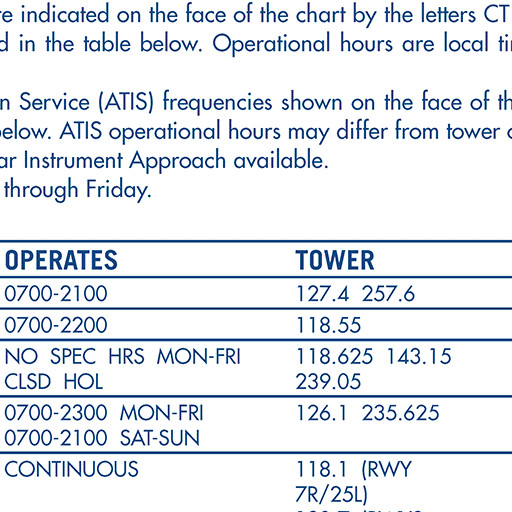 re indicated on the face of the chart by the letters CT
d in the table below. Operational hours are local
n Service (ATIS) frequencies shown on the face of
below. ATIS operational hours may differ from tower
ar Instrument Approach available.
through Friday.
OPERATES TOWER
0700-2100 127.4 257.6
0700-2200 118.55
NO SPEC HRS MON-FRI 118.625 143.15
CLSD HOL 239.05
0700-2300 MON-FRI 126.1 235.625
0700-2100 SAT-SUN
CONTINUOUS 118.1 (RWY
7R/25L)